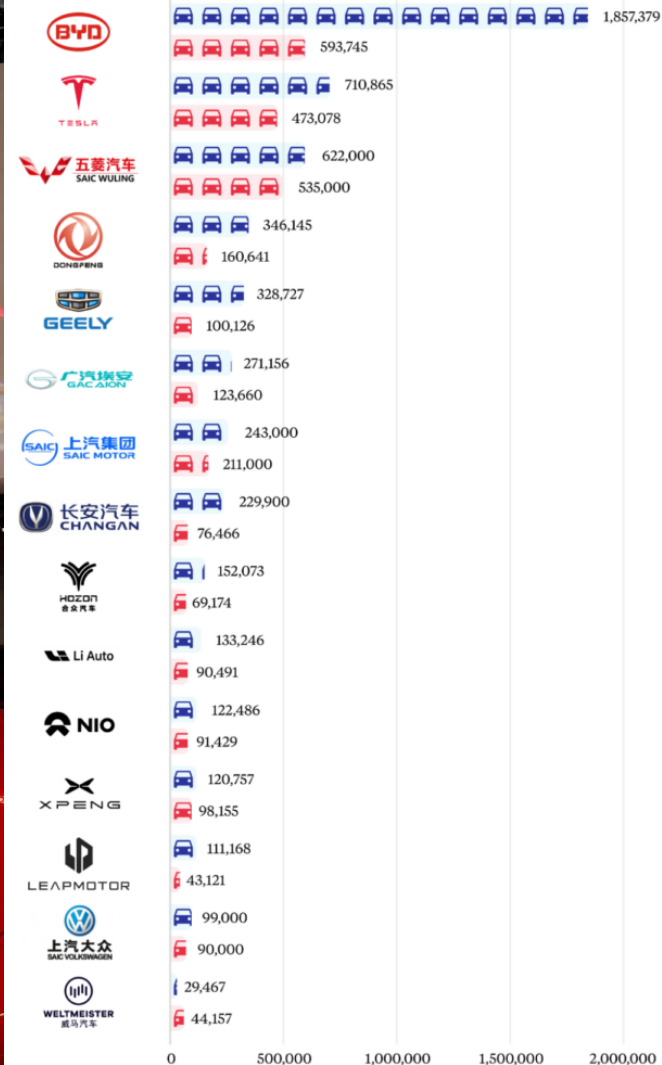 BYD
1,857,379
593,745
TESLA
710,865
473,078
五菱汽车
SAIC WULING
622,000
535,000
DONGFENG
346,145
160,641
GEELY
328,727
100,126
广汽埃安
GAC AION
271,156
123,660
SAIC 上汽集团
SAIC MOTOR
243,000
211,000
长安汽车
CHANGAN
229,900
76,466
HOZON
合众汽车
152,073
69,174
Li Auto
133,246
90,491
NIO
122,486
91,429
XPENG
120,757
98,155
LEAPMOTOR
111,168
43,121
上汽大众
SAIC VOLKSWAGEN
99,000
90,000
WELTMEISTER
威马汽车
29,467
44,157
0 500,000 1,000,000 1,500,000 2,000,000